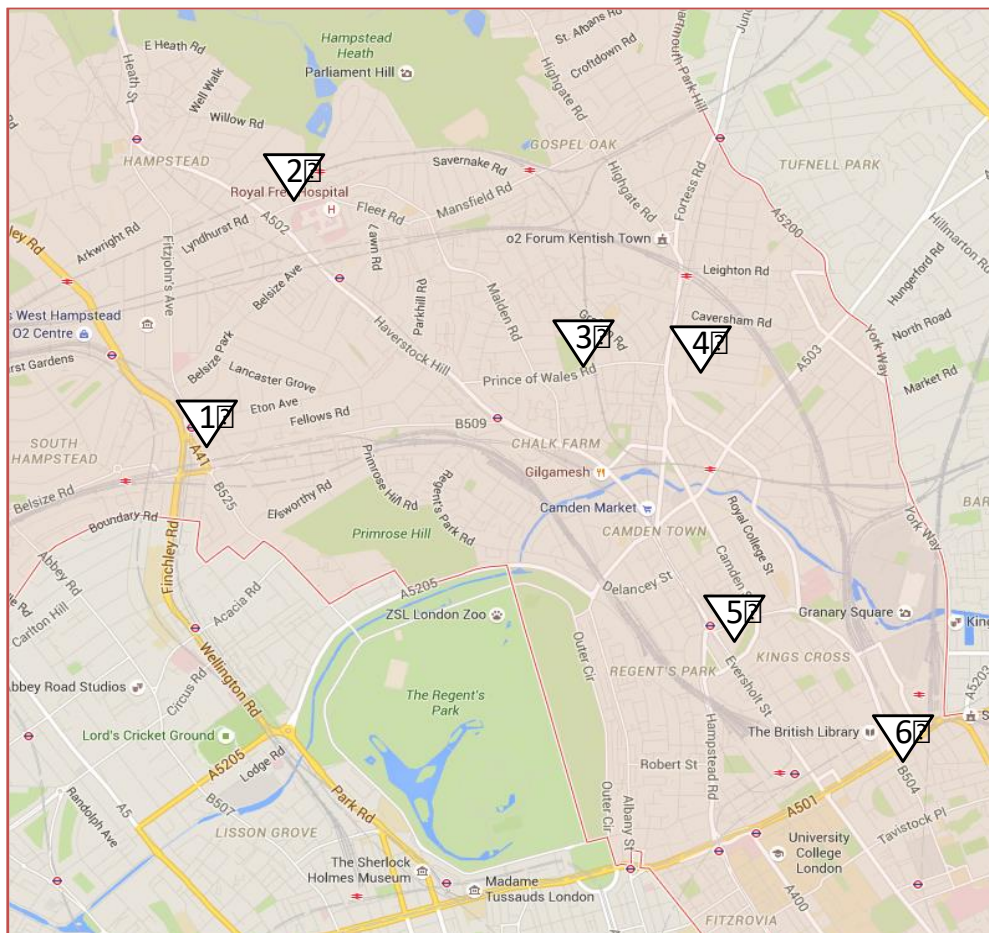 St. Albans Rd
Croftdown Rd
Highgate Rd
Dartmouth Park Hill
E Heath Rd
Heath St
Well Walk
Willow Rd
Hampstead
Heath
Parliament Hill
HAMPSTEAD
GOSPEL OAK
TUFNELL PARK
Savernake Rd
2
Royal Free Hospital
Fleet Rd
Mansfield Rd
Highgate Rd
Fortess Rd
A5200
A502
Lyndhurst Rd
Arkwright Rd
Fitzjohn's Ave
Belsize Ave
Parkhill Rd
Malden Rd
o2 Forum Kentish Town
Leighton Rd
Hillmarton Rd
Hungerford Rd
North Road
Market Rd
York Way
s West Hampstead
O2 Centre
Haverstock Hill
Caversham Rd
3
4
A503
Belsize Park
Lancaster Grove
Prince of Wales Rd
Eton Ave
Fellows Rd
1
B509
A41
SOUTH
HAMPSTEAD
CHALK FARM
Gilgamesh
Belsize Rd
B525
Elsworthy Rd
Primrose Hill Rd
Regent's Park Rd
Boundary Rd
Primrose Hill
Camden Market
CAMDEN TOWN
Royal College St
York Way
Abbey Rd
Finchley Rd
Acacia Rd
A5205
Delancey St
Carlton Hill
ZSL London Zoo
5
Granary Square
Outer Cir
REGENT'S PARK
KINGS CROSS
Abbey Road Studios
Circus Rd
Wellington Rd
The Regent's
Park
Eversholt St
A5203
Hampstead Rd
Lord's Cricket Ground
The British Library
6
A5205
Lodge Rd
Robert St
B504
B507
Park Rd
A5
Randolph Ave
Outer Cir
Albany St
A501
Tavistock Pl
LISSON GROVE
The Sherlock
Holmes Museum
University
College
London
Madame
Tussauds London
A400
FITZROVIA